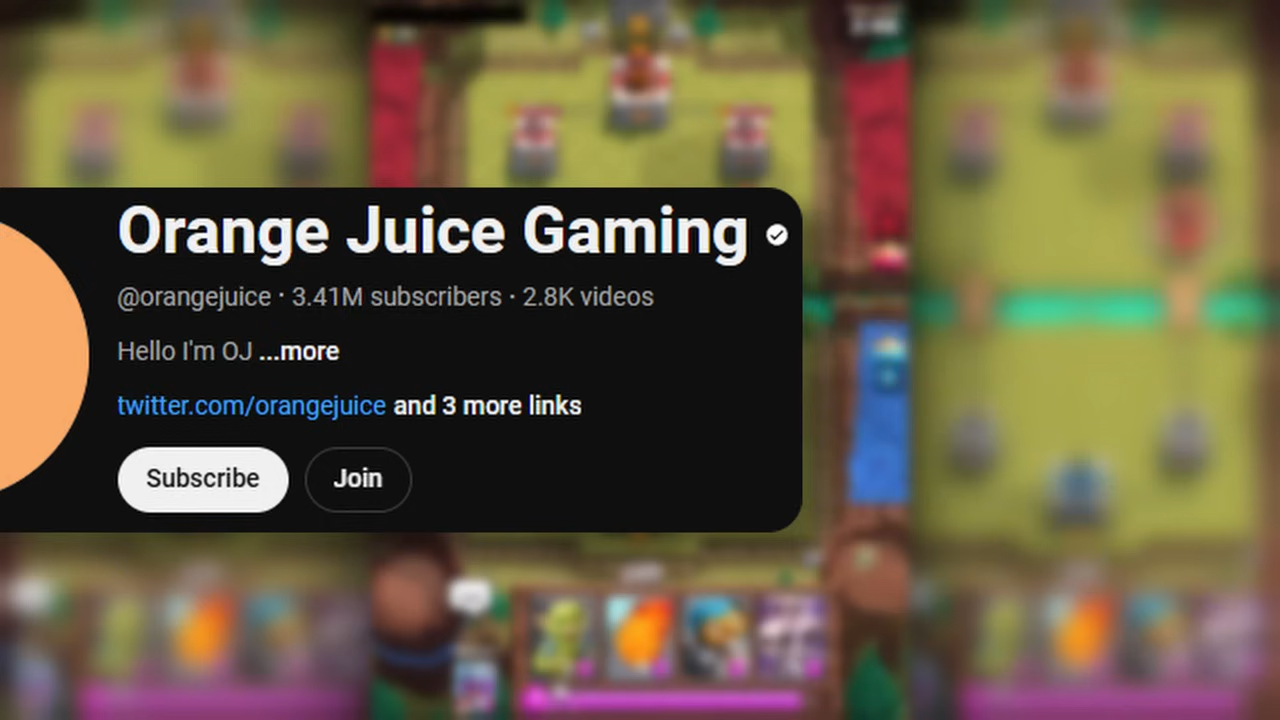 Orange Juice Gaming
@orangejuice · 3.41M subscribers · 2.8K videos
Hello I'm OJ ...more
twitter.com/orangejuice and 3 more links
Subscribe Join